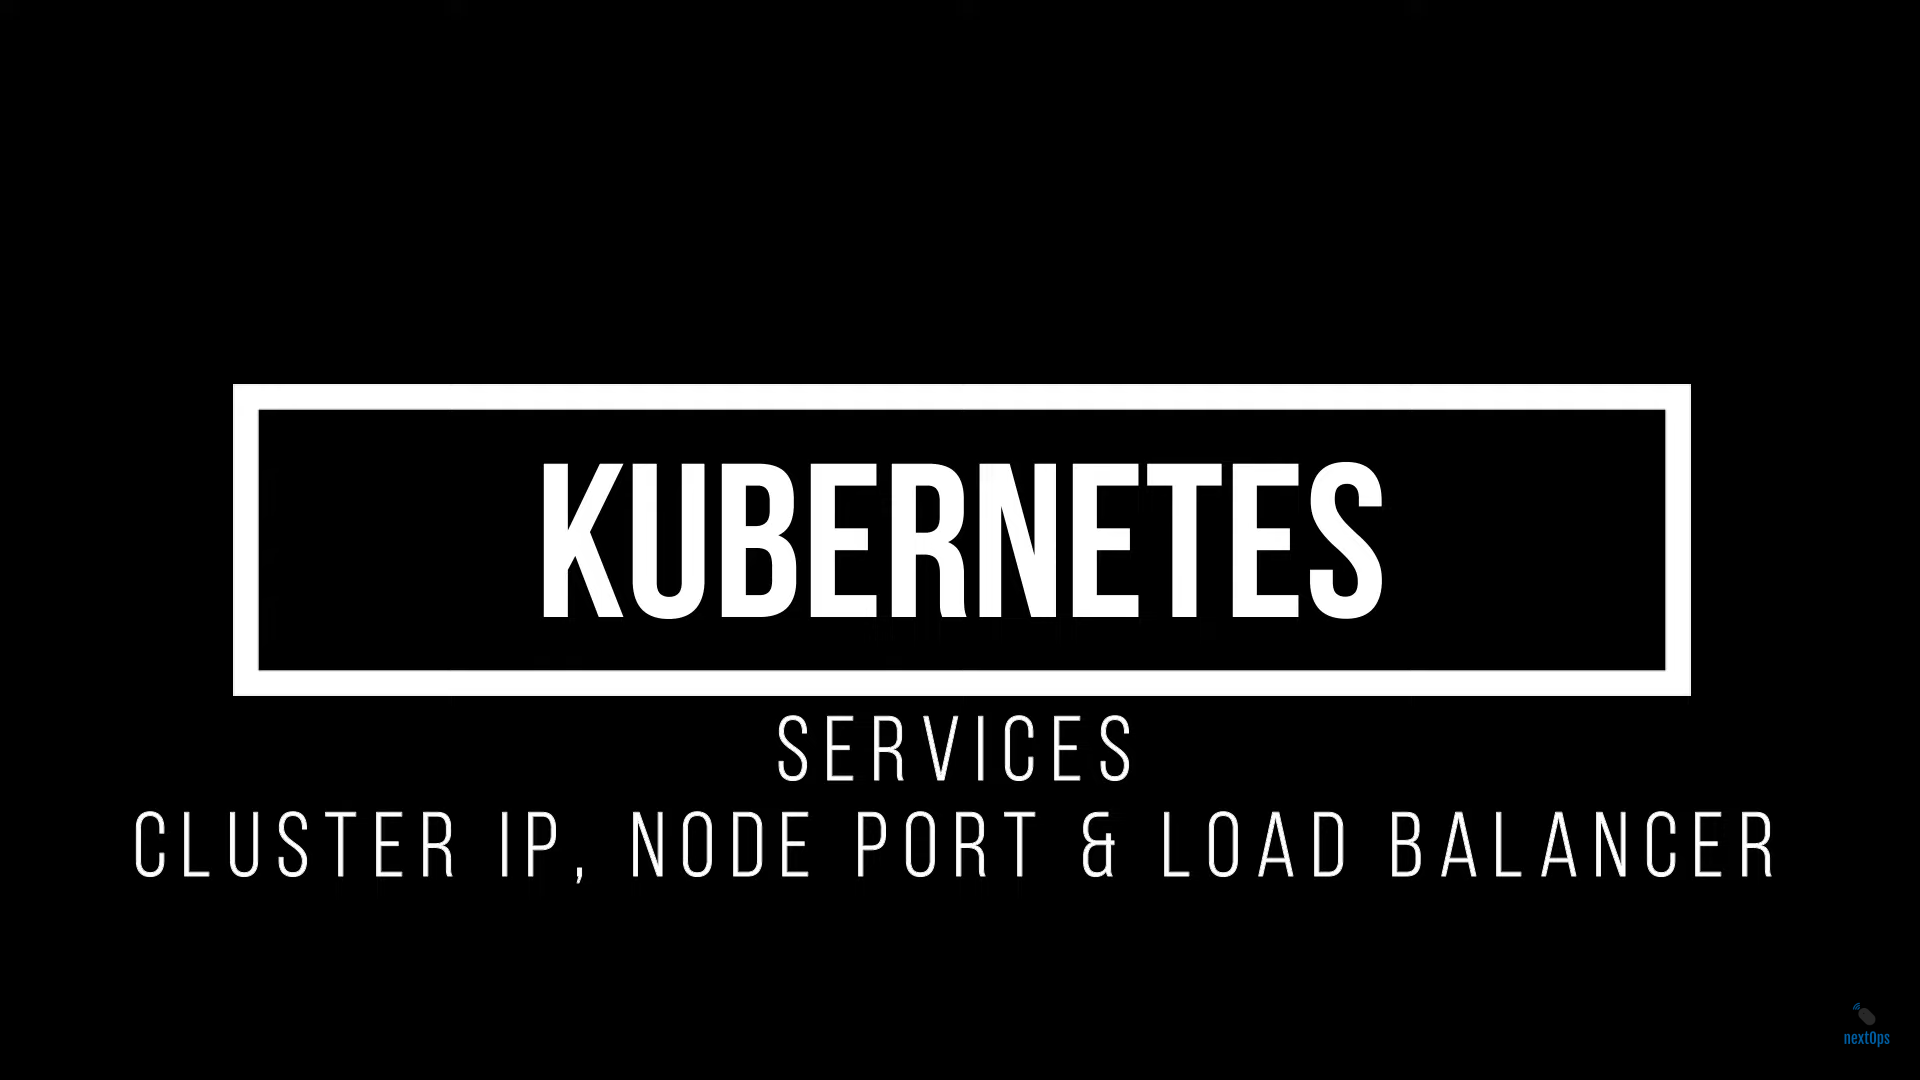 KUBERNETES
SERVICES
CLUSTER IP, NODE PORT & LOAD BALANCER
nextOps